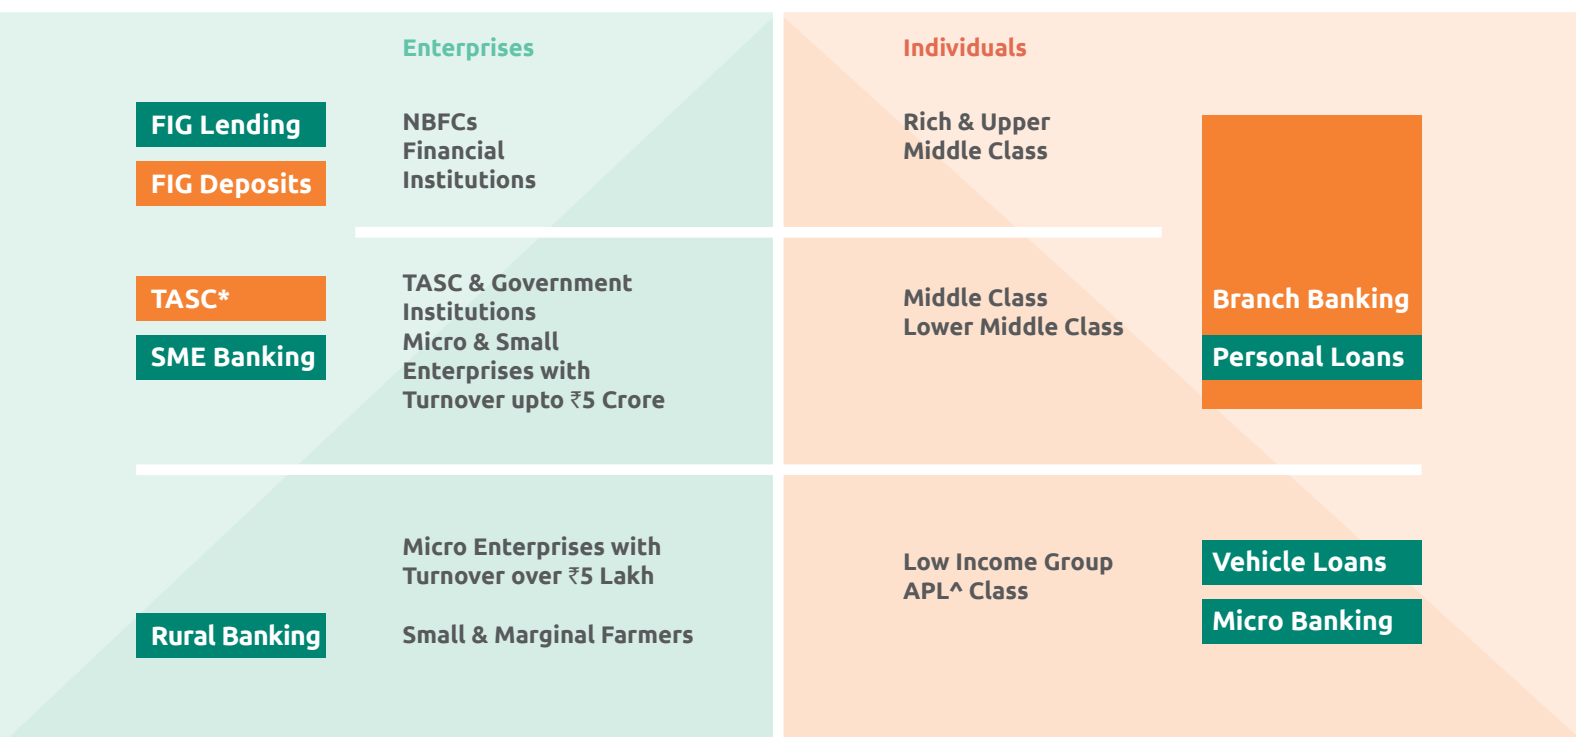 Enterprises
Individuals
FIG Lending
FIG Deposits
NBFCs
Financial
Institutions
Rich & Upper
Middle Class
TASC*
SME Banking
TASC & Government
Institutions
Micro & Small
Enterprises with
Turnover upto ₹5 Crore
Middle Class
Lower Middle Class
Branch Banking
Personal Loans
Micro Enterprises with
Turnover over ₹5 Lakh
Rural Banking
Small & Marginal Farmers
Low Income Group
APL^ Class
Vehicle Loans
Micro Banking